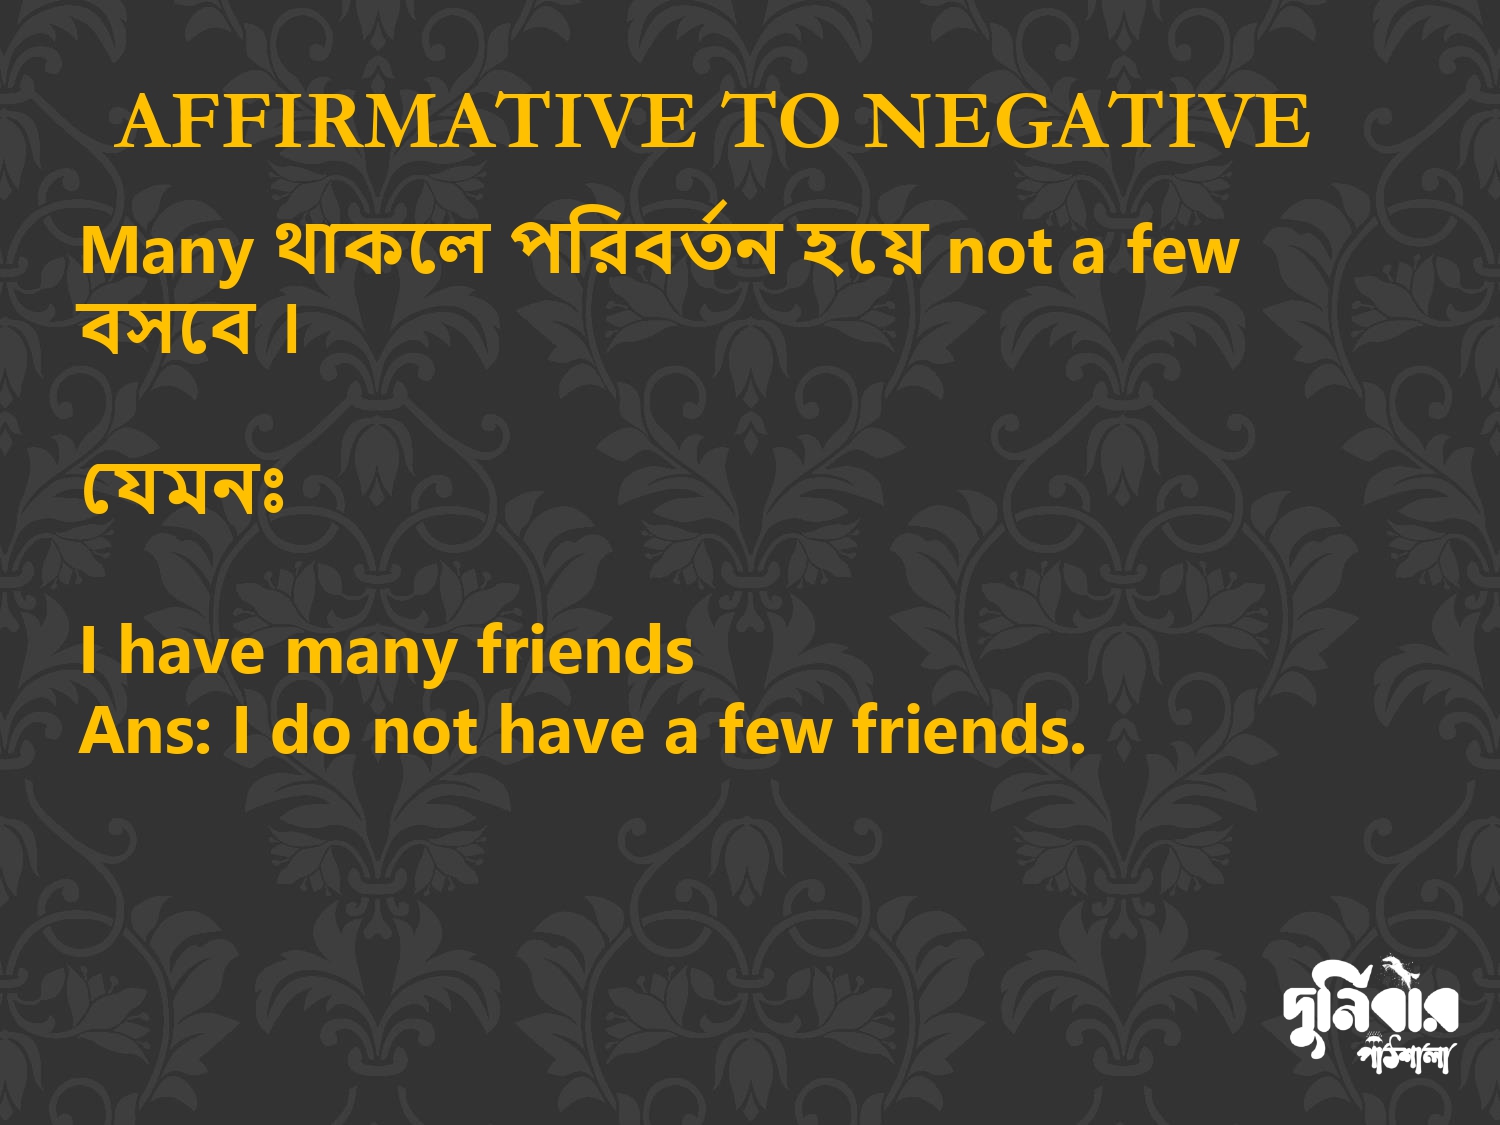 AFFIRMATIVE TO NEGATIVE
Many থাকলে পরিবর্তন হয়ে not a few
বসবে ।
যেমনঃ
I have many friends
Ans: I do not have a few friends.
দুর্নিবার
পাঠশালা